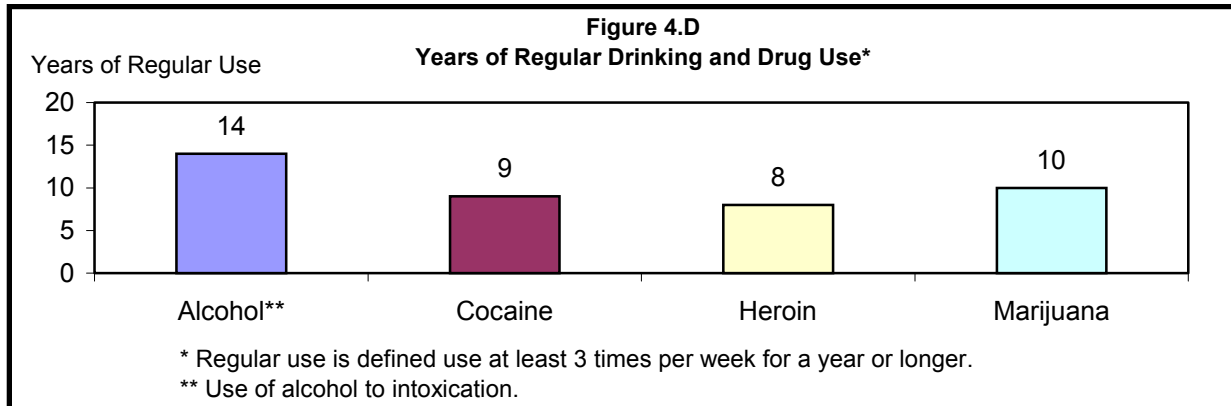 Figure 4.D
Years of Regular Drinking and Drug Use*
Years of Regular Use
20
15
10
5
0
14
9
8
10
Alcohol**
Cocaine
Heroin
Marijuana
* Regular use is defined use at least 3 times per week for a year or longer.
** Use of alcohol to intoxication.